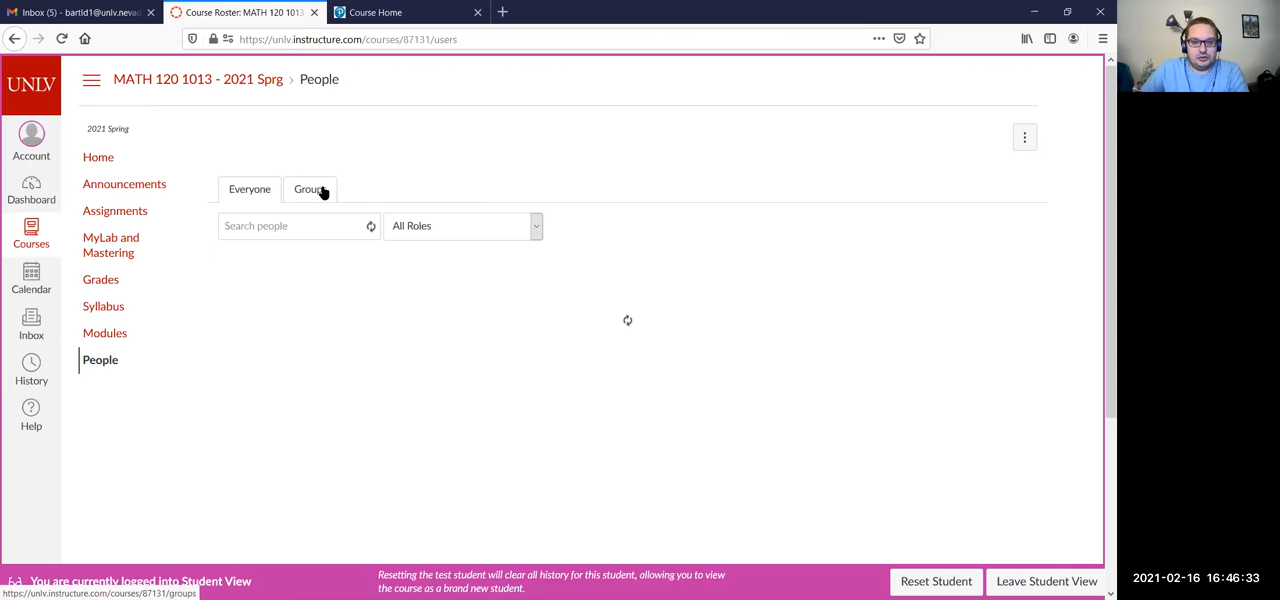 Inbox (5) - bartld1@unlv.nevad
Course Roster: MATH 120 1013
Course Home
https://unlv.instructure.com/courses/87131/users
UNLV
MATH 120 1013 - 2021 Sprg › People
2021 Spring
Account
Dashboard
Courses
Calendar
Inbox
History
Help
Home
Announcements
Assignments
MyLab and
Mastering
Grades
Syllabus
Modules
People
Everyone
Group
Search people
All Roles
You are currently logged into Student View
Resetting the test student will clear all history for this student, allowing you to view
the course as a brand new student.
Reset Student
Leave Student View
https://unlv.instructure.com/courses/87131/groups
2021-02-16 16:46:33